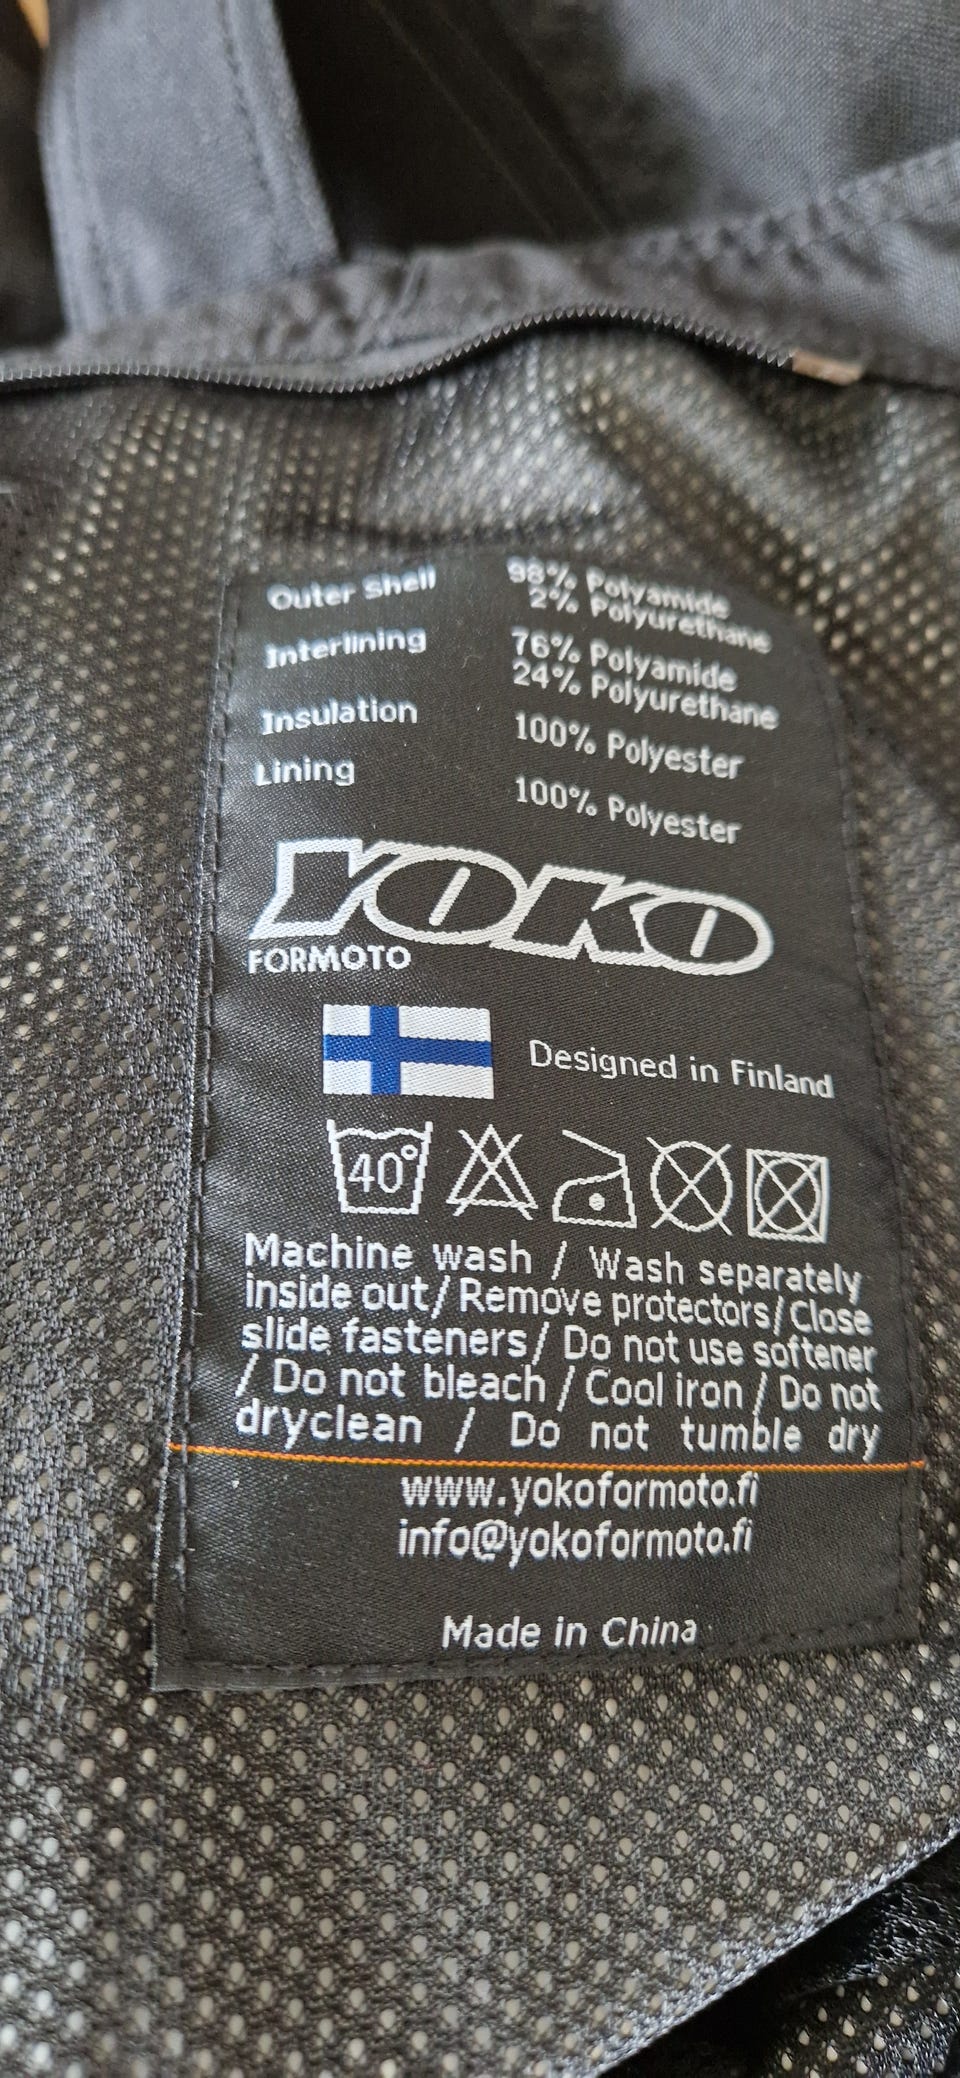 Outer Shell 98% Polyamide
2% Polyurethane
Interlining 76% Polyamide
24% Polyurethane
Insulation 100% Polyester
Lining 100% Polyester
YOKO
FORMOTO
Designed in Finland
40°
Machine wash / Wash separately
inside out/ Remove protectors/ Close
slide fasteners/ Do not use softener
/ Do not bleach / Cool iron / Do not
dryclean / Do not tumble dry
www.yokoformoto.fi
info@yokoformoto.fi
Made in China